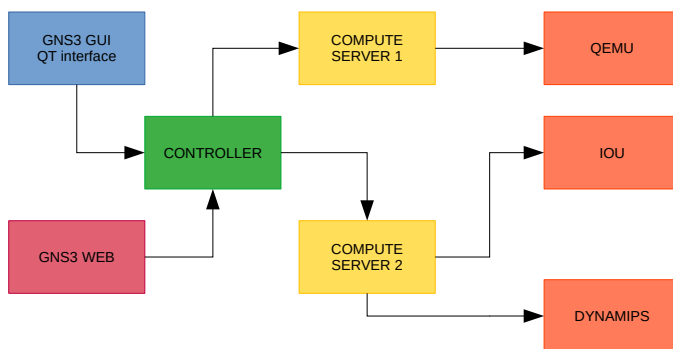 GNS3 GUI
QT interface
COMPUTE
SERVER 1
QEMU
CONTROLLER
IOU
GNS3 WEB
COMPUTE
SERVER 2
DYNAMIPS